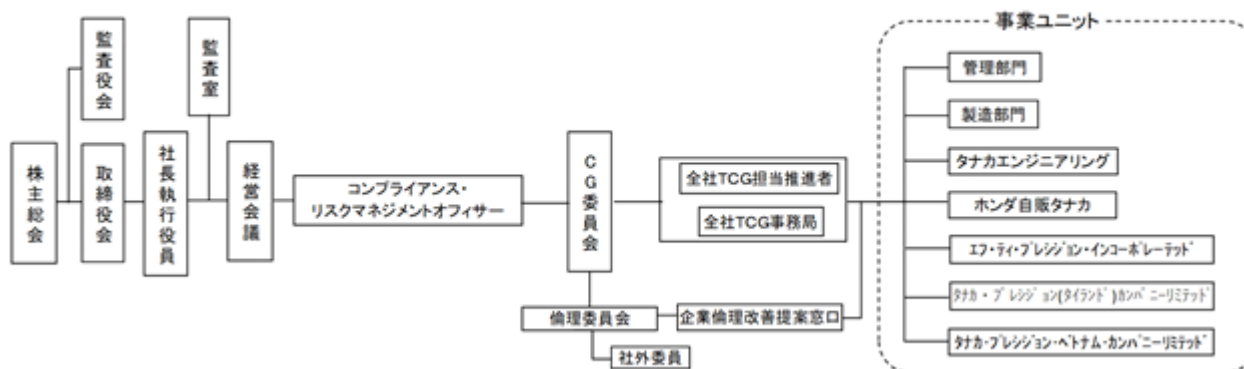 事業ユニット
監査役会
監査室
株主総会
取締役会
社長執行役員
経営会議
コンプライアンス・
リスクマネジメントオフィサー
CG委員会
全社TCG担当推進者
全社TCG事務局
倫理委員会
企業倫理改善提案窓口
社外委員
管理部門
製造部門
タナカエンジニアリング
ホンダ自販タナカ
ｴﾌ・ﾃｨ・ﾌﾟﾚｼｼﾞｮﾝ・ｲﾝｺｰﾎﾟﾚｰﾃｯﾄﾞ
ﾀﾅｶ・ﾌﾟﾚｼｼﾞｮﾝ(ﾀｲﾗﾝﾄﾞ)ｶﾝﾊﾟﾆｰﾘﾐﾃｯﾄﾞ
ﾀﾅｶ・ﾌﾟﾚｼｼﾞｮﾝ・ﾍﾞﾄﾅﾑ・ｶﾝﾊﾟﾆｰﾘﾐﾃｯﾄﾞ